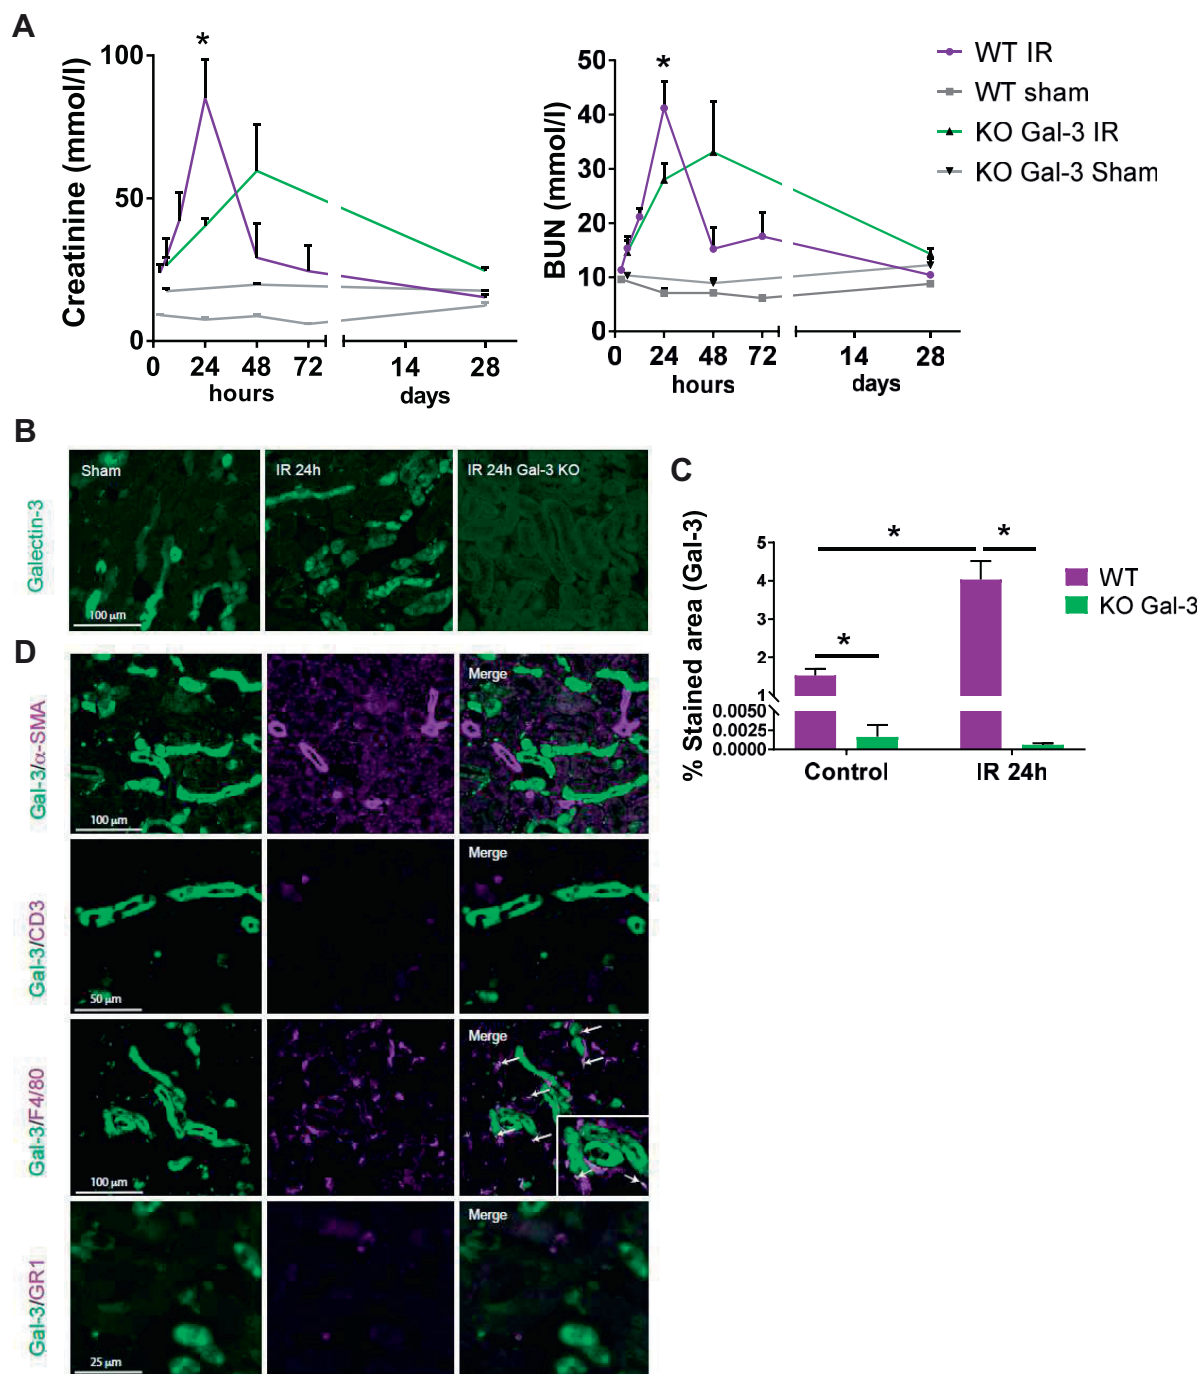 A
Creatinine (mmol/l)
100
50
0
*
0 24 48 72 14 28
hours days
BUN (mmol/l)
50
40
30
20
10
0
*
0 24 48 72 14 28
hours days
WT IR
WT sham
KO Gal-3 IR
KO Gal-3 Sham
B
Galectin-3
Sham
100 µm
IR 24h
IR 24h Gal-3 KO
C
% Stained area (Gal-3)
5
4
3
2
1
0.0050
0.0025
0.0000
* * *
Control IR 24h
WT
KO Gal-3
D
Gal-3/α-SMA
100 µm
Merge
Gal-3/CD3
50 µm
Merge
Gal-3/F4/80
100 µm
Merge
Gal-3/GR1
25 µm
Merge